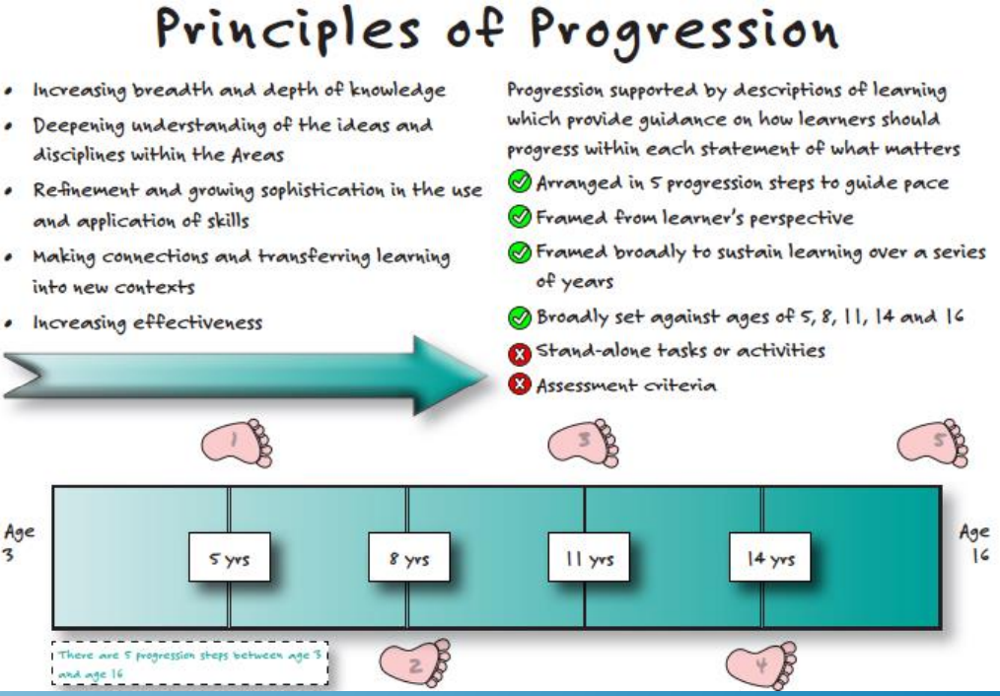 Principles of Progression
• Increasing breadth and depth of knowledge
• Deepening understanding of the ideas and
disciplines within the Areas
• Refinement and growing sophistication in the use
and application of skills
• Making connections and transferring learning
into new contexts
• Increasing effectiveness
Progression supported by descriptions of learning
which provide guidance on how learners should
progress within each statement of what matters
Arranged in 5 progression steps to guide pace
Framed from learner's perspective
Framed broadly to sustain learning over a series
of years
Broadly set against ages of 5, 8, 11, 14 and 16
Stand-alone tasks or activities
Assessment criteria
1
3
5
Age
3
5 yrs
8 yrs
11 yrs
14 yrs
Age
16
There are 5 progression steps between age 3
and age 16
2
4